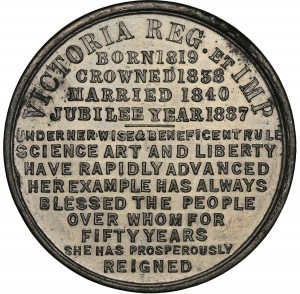 VICTORIA REG. ET IMP
BORN 1819
CROWNED 1838
MARRIED 1840
JUBILEE YEAR 1887
UNDER HER WISE & BENEFICENT RULE
SCIENCE ART AND LIBERTY
HAVE RAPIDLY ADVANCED
HER EXAMPLE HAS ALWAYS
BLESSED THE PEOPLE
OVER WHOM FOR
FIFTY YEARS
SHE HAS PROSPEROUSLY
REIGNED